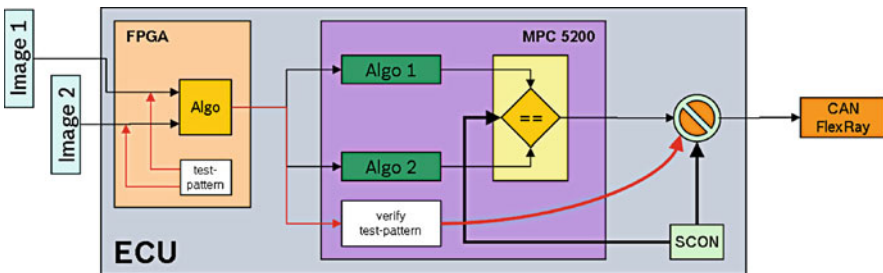 Image 1
Image 2
FPGA
Algo
test-
pattern
MPC 5200
Algo 1
==
Algo 2
verify
test-pattern
SCON
CAN
FlexRay
ECU